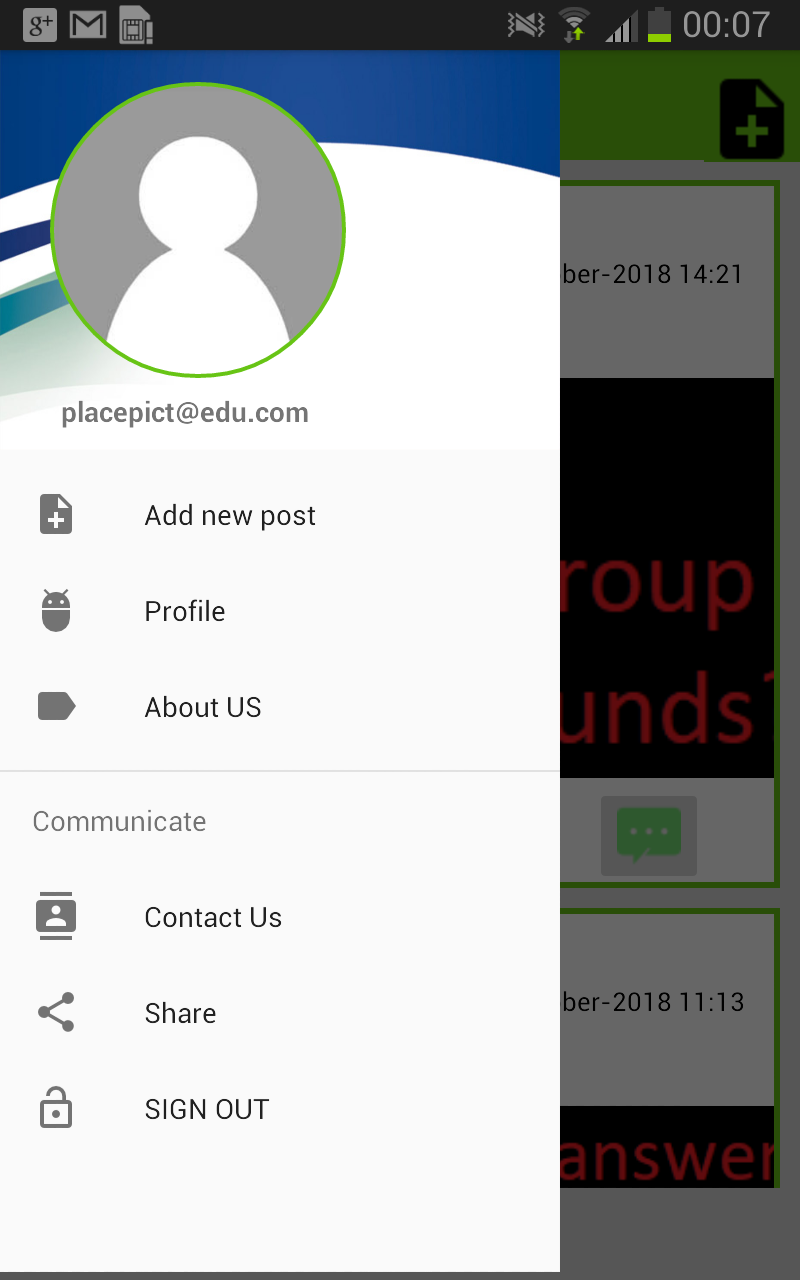 g+ 00:07
placepict@edu.com
Add new post
Profile
About US
Communicate
Contact Us
Share
SIGN OUT
ber-2018 14:21
roup
unds?
ber-2018 11:13
answer